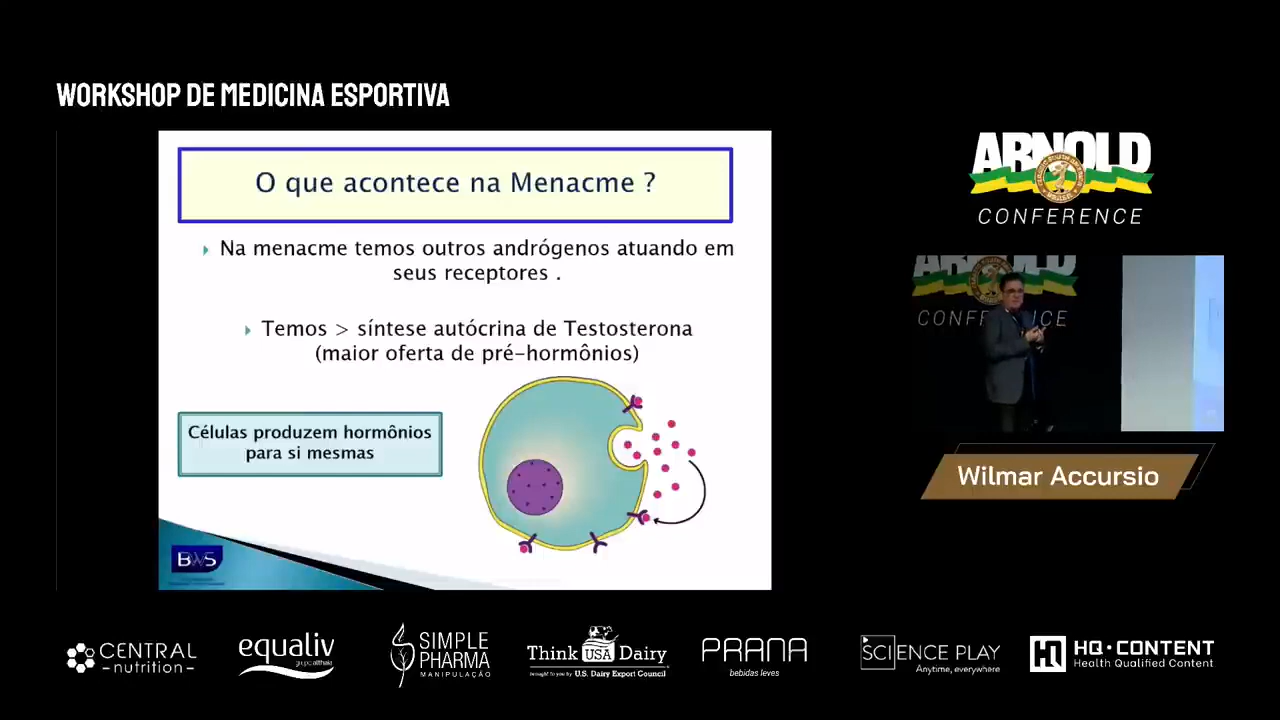 WORKSHOP DE MEDICINA ESPORTIVA
O que acontece na Menacme ?
Na menacme temos outros andrógenos atuando em
seus receptores .
Temos > síntese autócrina de Testosterona
(maior oferta de pré-hormônios)
Células produzem hormônios
para si mesmas
BWS
ARNOLD
CONFERENCE
ARNOLD
CONFERENCE
Wilmar Accursio
CENTRAL
nutrition
equaliv
grupo althaia
SIMPLE
PHARMA
MANIPULAÇÃO
Think USA Dairy
brought to you by U.S. Dairy Export Council
PRANA
bebidas leves
SCIENCE PLAY
Anytime, everywhere
HQ·CONTENT
Health Qualified Content